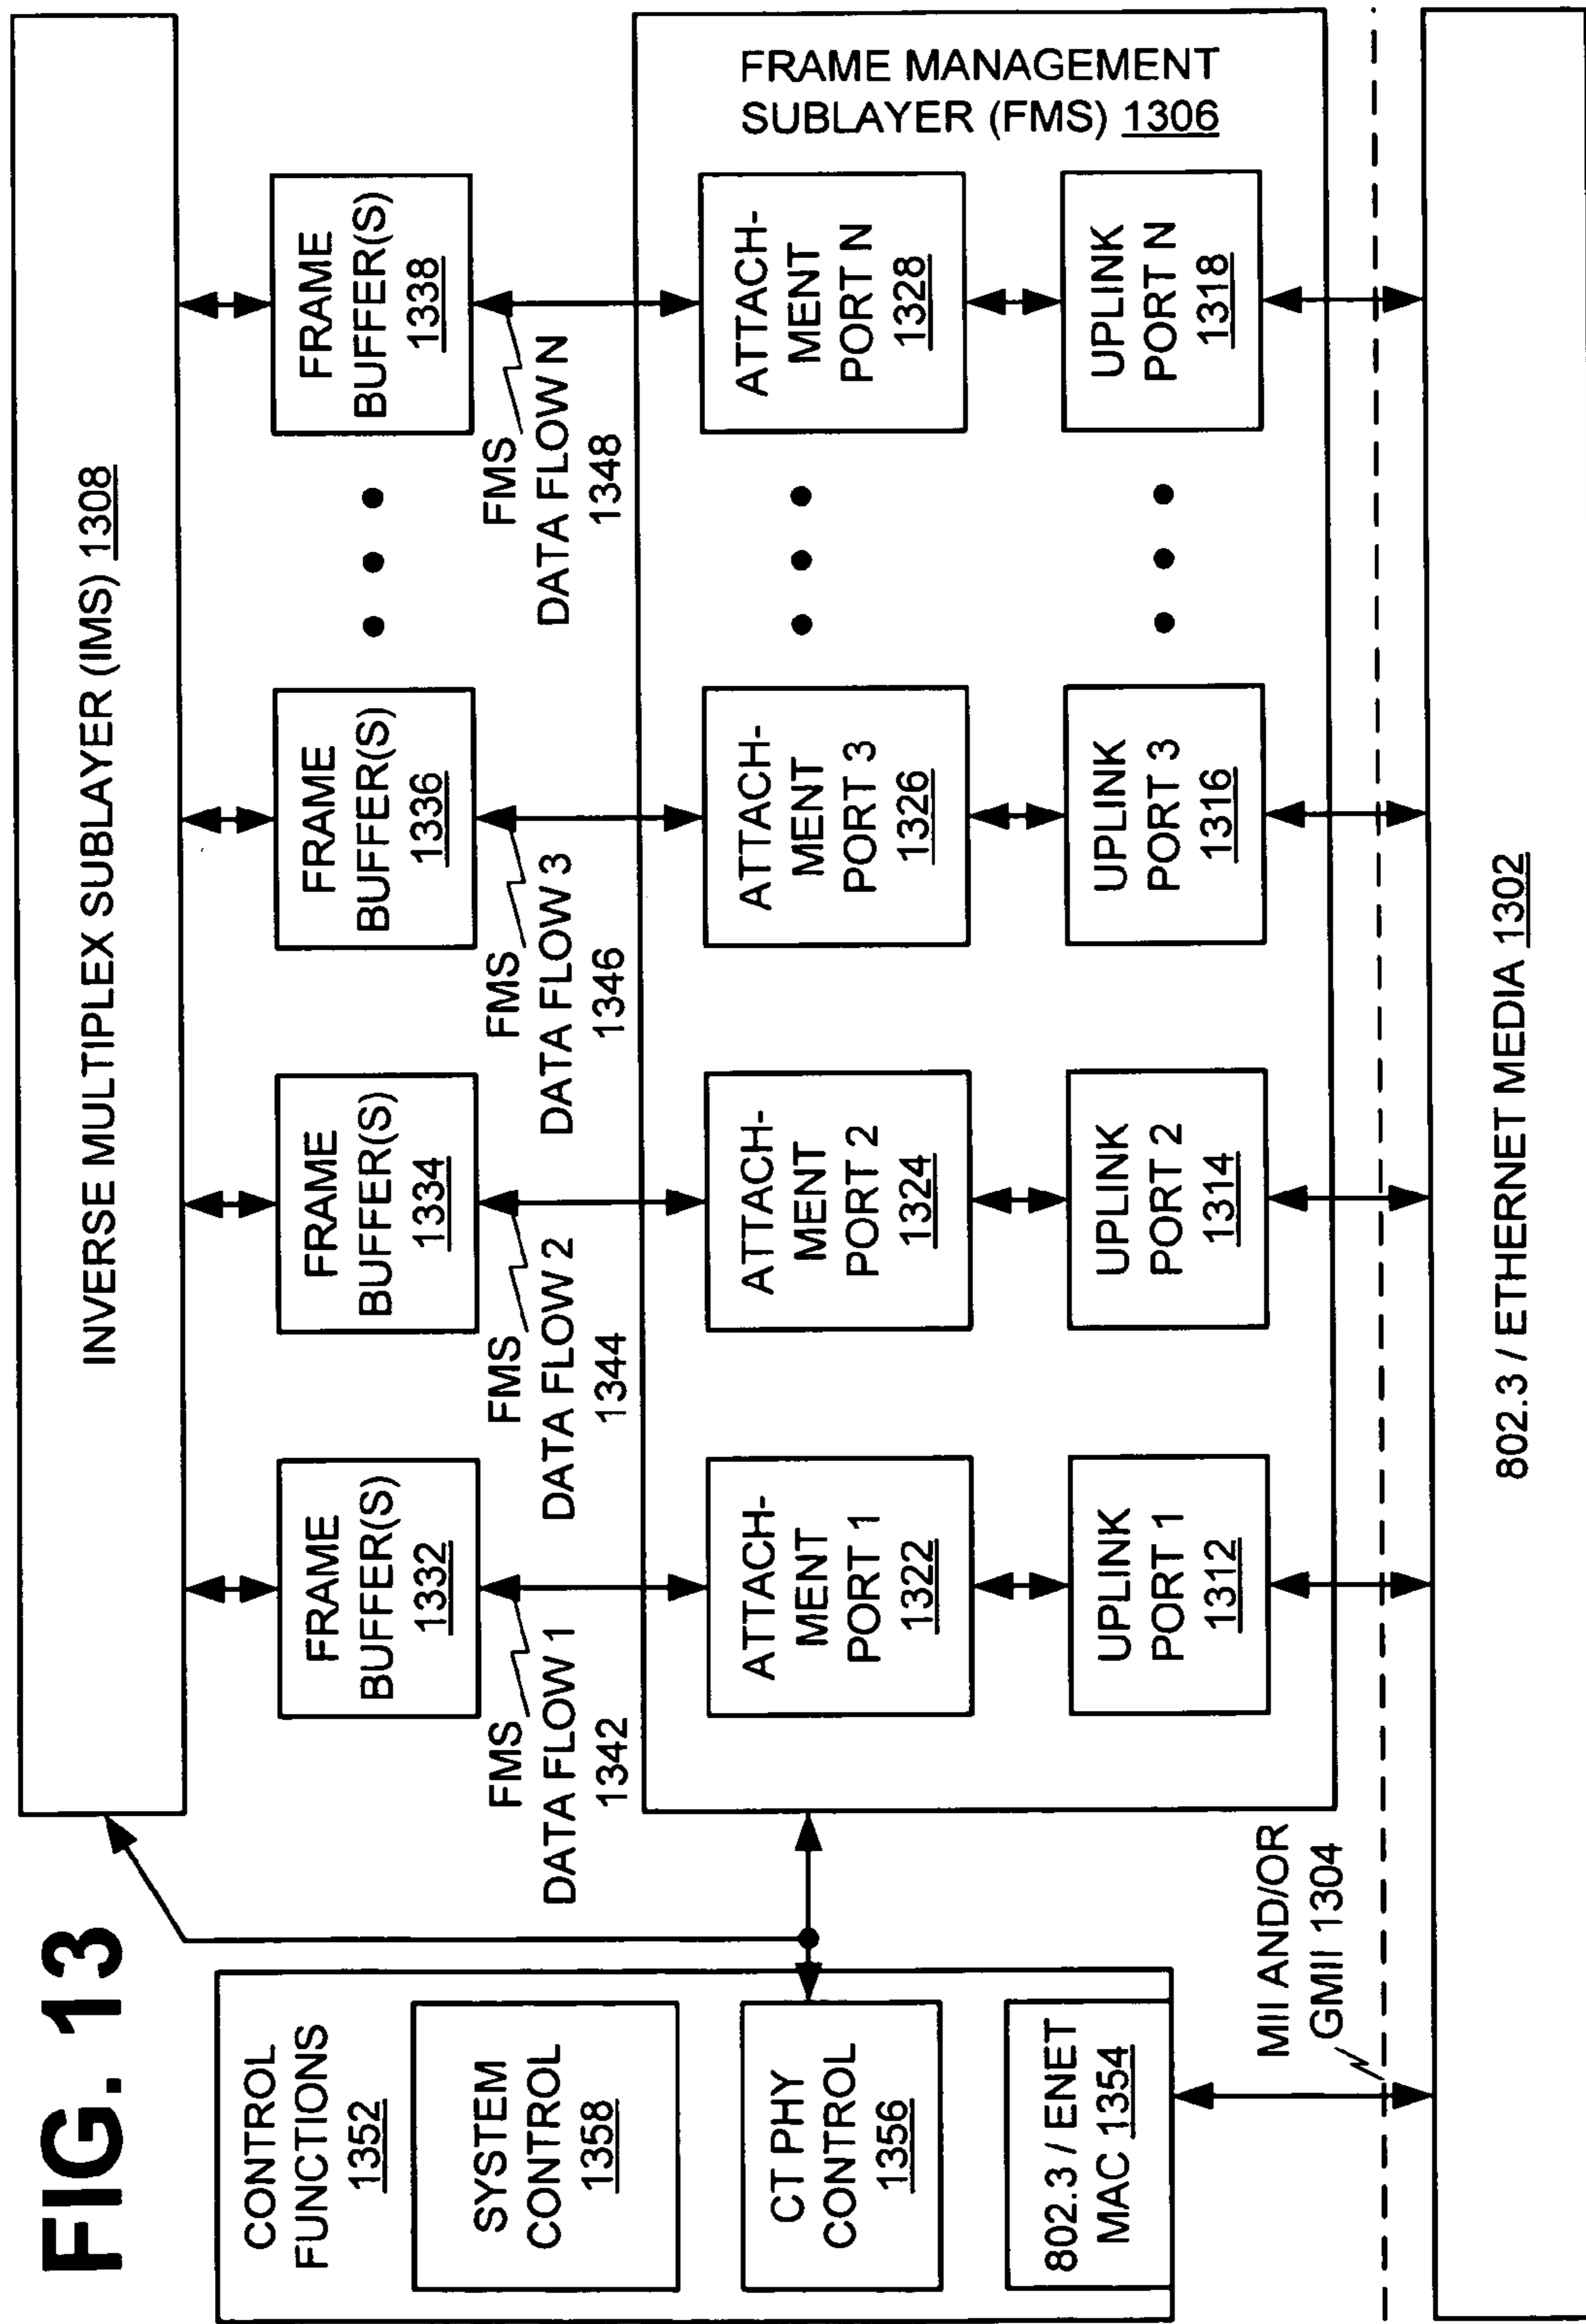 FIG. 13
INVERSE MULTIPLEX SUBLAYER (IMS) 1308
CONTROL
FUNCTIONS
1352
SYSTEM
CONTROL
1358
CT PHY
CONTROL
1356
802.3 / ENET
MAC 1354
FRAME
BUFFER(S)
1332
FRAME
BUFFER(S)
1334
FRAME
BUFFER(S)
1336
FRAME
BUFFER(S)
1338
FMS
DATA FLOW 1
1342
FMS
DATA FLOW 2
1344
FMS
DATA FLOW 3
1346
FMS
DATA FLOW N
1348
ATTACH-
MENT
PORT 1
1322
ATTACH-
MENT
PORT 2
1324
ATTACH-
MENT
PORT 3
1326
ATTACH-
MENT
PORT N
1328
UPLINK
PORT 1
1312
UPLINK
PORT 2
1314
UPLINK
PORT 3
1316
UPLINK
PORT N
1318
FRAME MANAGEMENT
SUBLAYER (FMS) 1306
MII AND/OR
GMII 1304
802.3 / ETHERNET MEDIA 1302